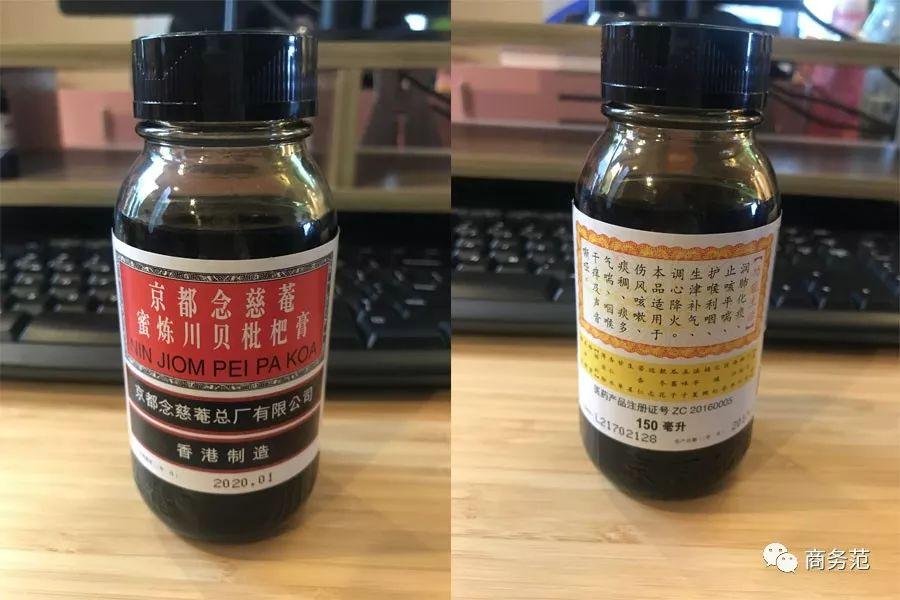 京都念慈菴
蜜炼川贝枇杷膏
NIN JIOM PEI PA KOA
京都念慈菴总厂有限公司
香港制造
2020.01
润肺化痰、
止咳平喘、
护喉利咽、
生津补气、
调心降火。
本品适用于
伤风咳嗽、
痰稠、痰多、
气喘、咽喉
干痒及声音
嘶哑
医药产品注册证号 ZC 20160005
150 毫升
L21702128
商务范